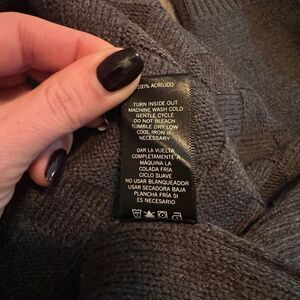 100% ACRILICO
TURN INSIDE OUT
MACHINE WASH COLD
GENTLE CYCLE
DO NOT BLEACH
TUMBLE DRY LOW
COOL IRON IF
NECESSARY
DAR LA VUELTA
COMPLETAMENTE A
MÁQUINA LA
COLADA FRÍA
CICLO SUAVE
NO USAR BLANQUEADOR
USAR SECADORA BAJA
PLANCHA FRÍA SI
ES NECESARIO